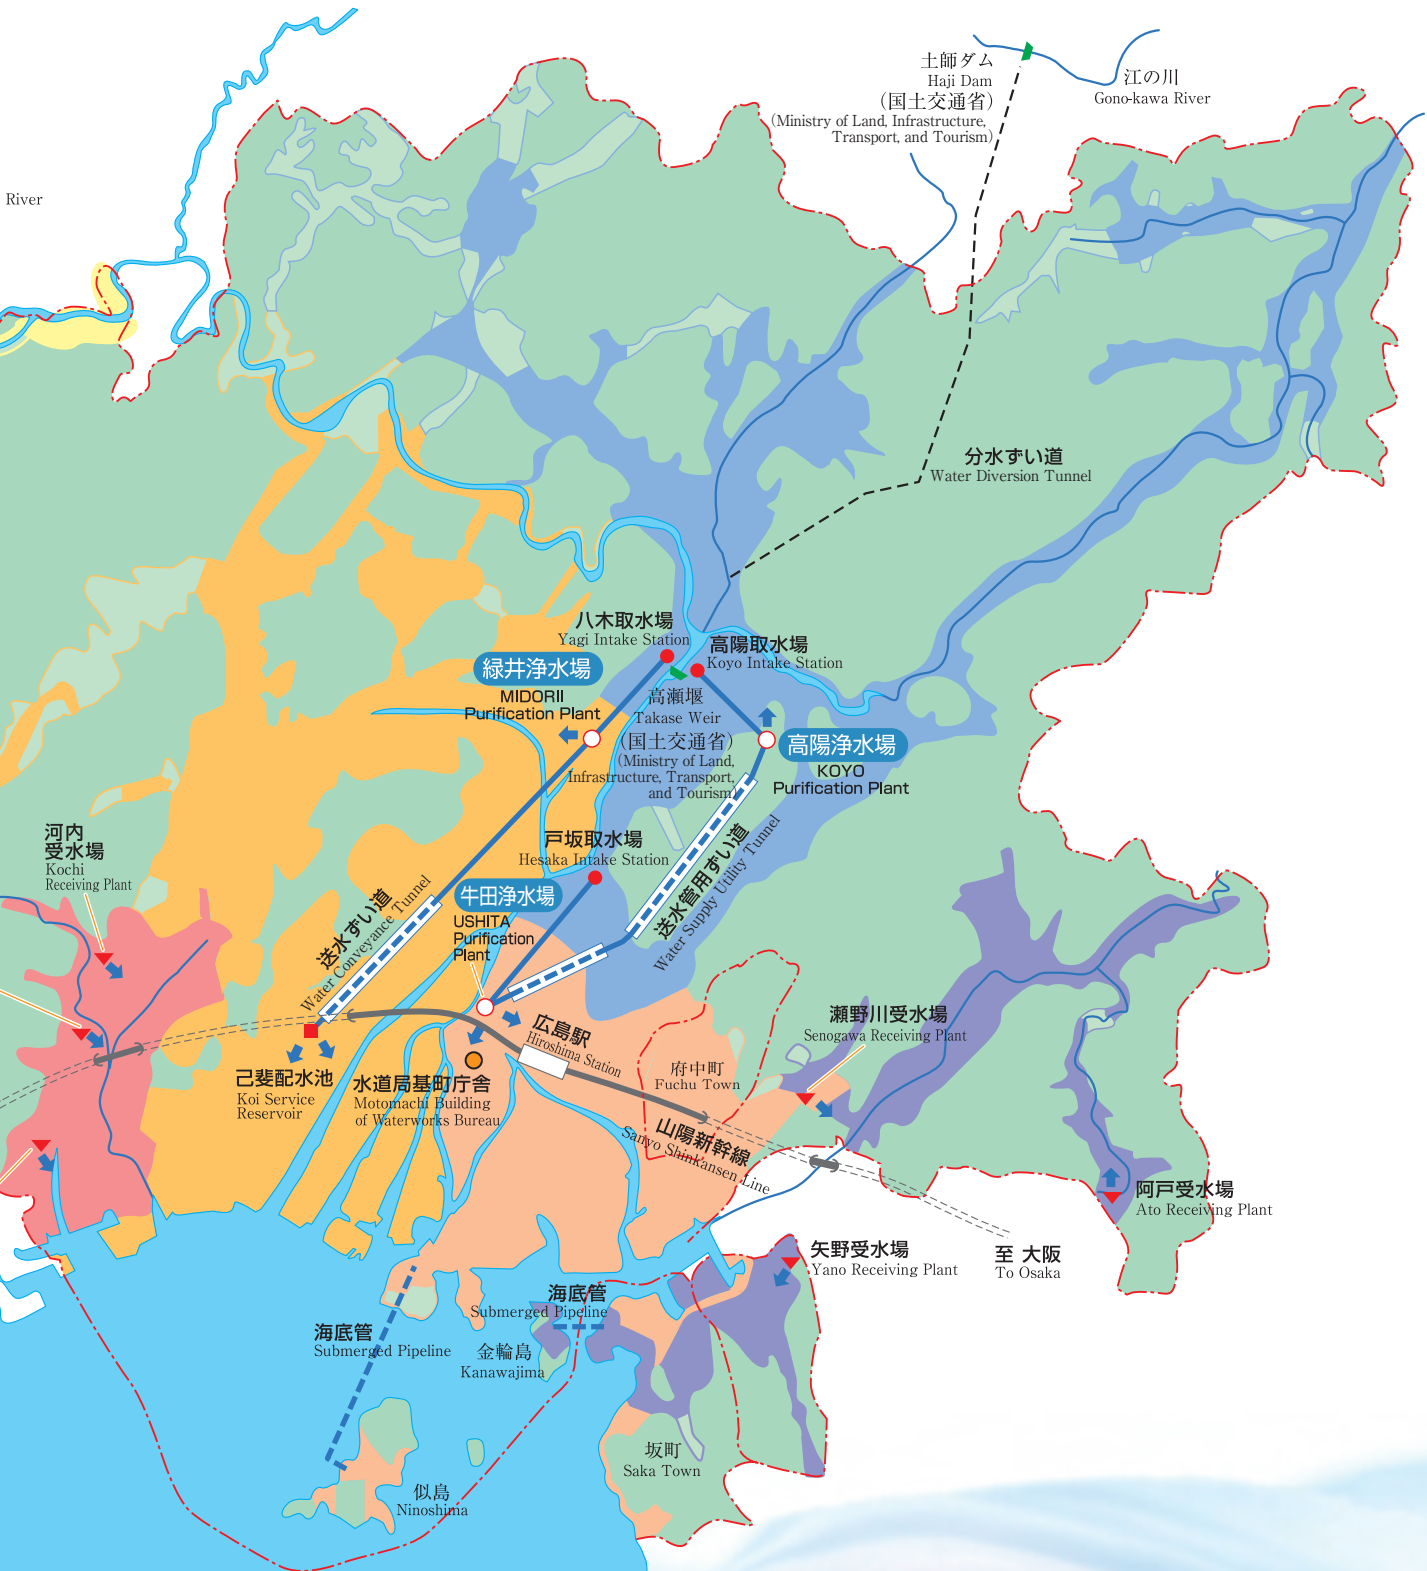 土師ダム
Haji Dam
（国土交通省）
(Ministry of Land, Infrastructure,
Transport, and Tourism)
江の川
Gono-kawa River
River
分水ずい道
Water Diversion Tunnel
八木取水場
Yagi Intake Station
高陽取水場
Koyo Intake Station
緑井浄水場
MIDORII
Purification Plant
高瀬堰
Takase Weir
（国土交通省）
(Ministry of Land,
Infrastructure, Transport,
and Tourism)
高陽浄水場
KOYO
Purification Plant
河内
受水場
Kochi
Receiving Plant
戸坂取水場
Hesaka Intake Station
牛田浄水場
USHITA
Purification
Plant
送水ずい道
Water Conveyance Tunnel
送水管用ずい道
Water Supply Utility Tunnel
広島駅
Hiroshima Station
瀬野川受水場
Senogawa Receiving Plant
府中町
Fuchu Town
己斐配水池
Koi Service
Reservoir
水道局基町庁舎
Motomachi Building
of Waterworks Bureau
山陽新幹線
Sanyo Shinkansen Line
阿戸受水場
Ato Receiving Plant
至 大阪
To Osaka
矢野受水場
Yano Receiving Plant
海底管
Submerged Pipeline
海底管
Submerged Pipeline
金輪島
Kanawajima
坂町
Saka Town
似島
Ninoshima